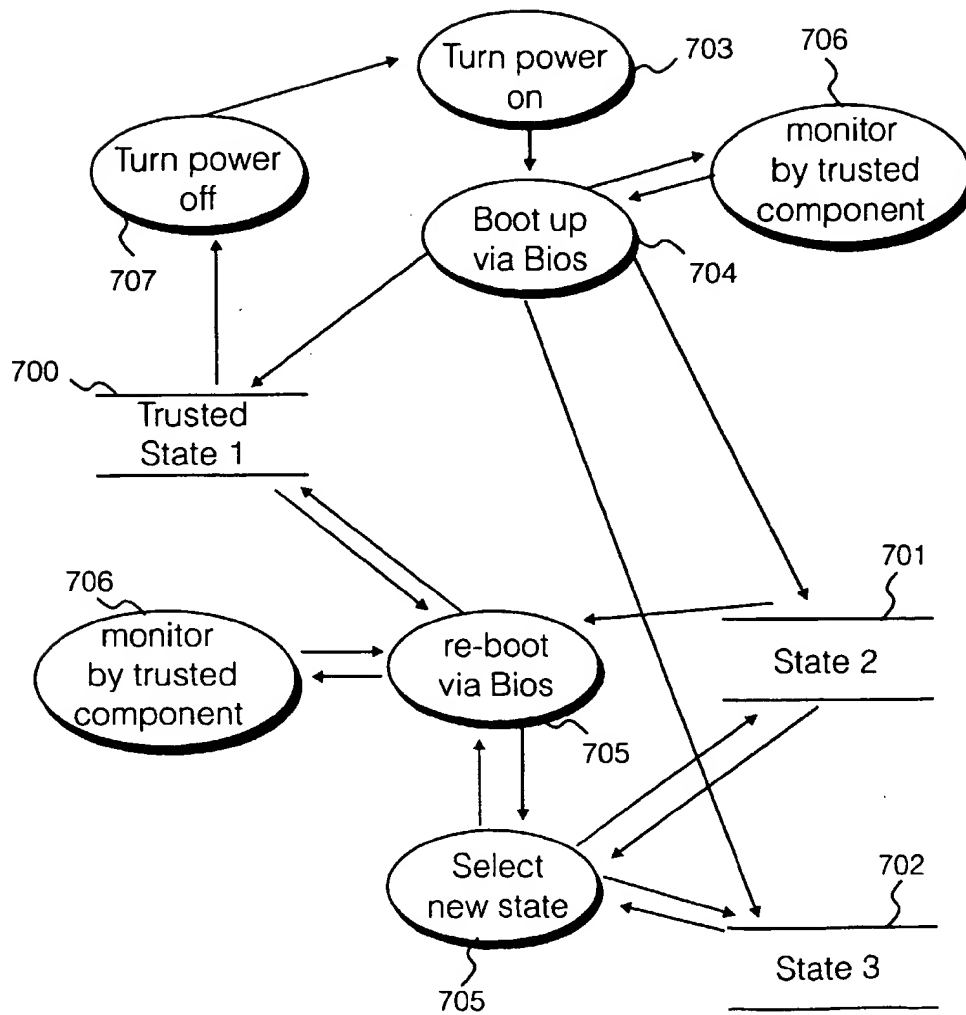 Turn power
on
703
706
monitor
by trusted
component
Turn power
off
707
Boot up
via Bios
704
700
Trusted
State 1
701
State 2
706
monitor
by trusted
component
re-boot
via Bios
705
Select
new state
705
702
State 3